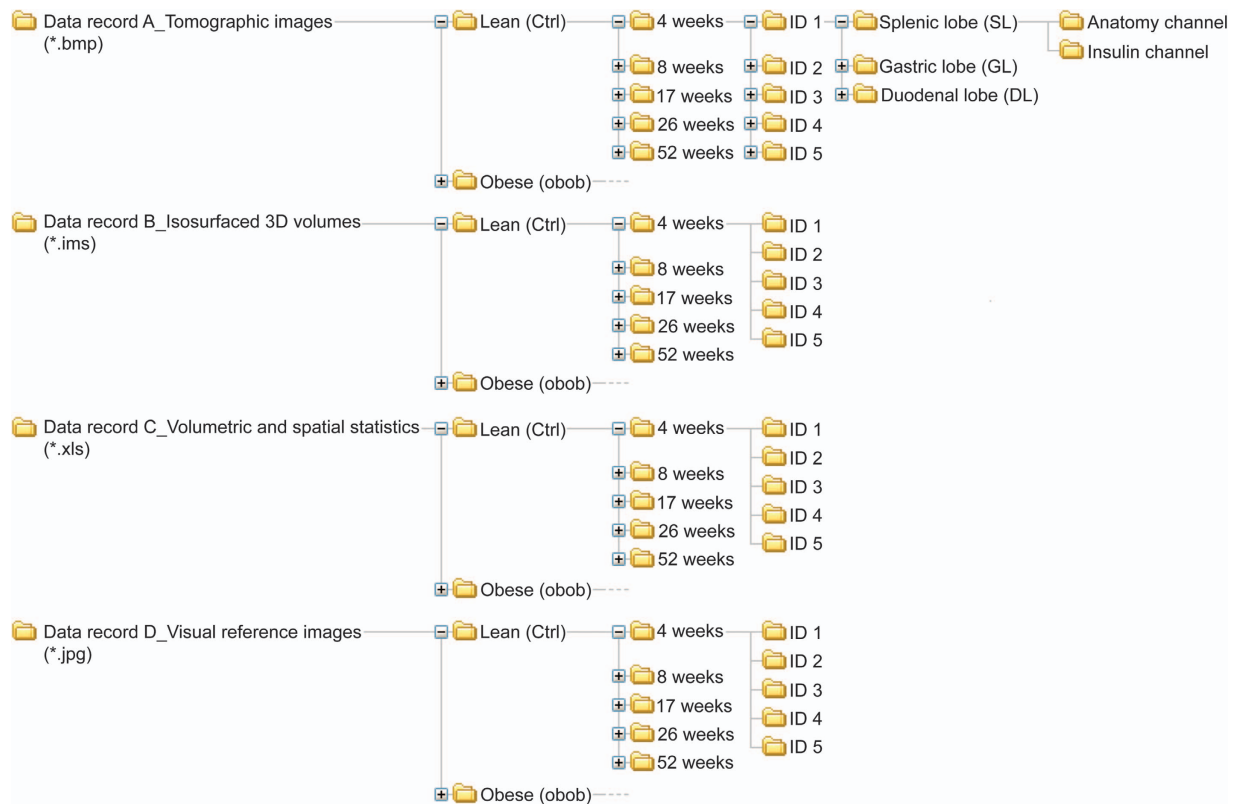 Data record A_Tomographic images
(*.bmp)
Lean (Ctrl)
4 weeks
ID 1
Splenic lobe (SL)
Anatomy channel
Insulin channel
8 weeks
ID 2
Gastric lobe (GL)
17 weeks
ID 3
Duodenal lobe (DL)
26 weeks
ID 4
52 weeks
ID 5
Obese (obob)
Data record B_Isosurfaced 3D volumes
(*.ims)
Lean (Ctrl)
4 weeks
ID 1
ID 2
8 weeks
ID 3
17 weeks
ID 4
26 weeks
ID 5
52 weeks
Obese (obob)
Data record C_Volumetric and spatial statistics
(*.xls)
Lean (Ctrl)
4 weeks
ID 1
ID 2
8 weeks
ID 3
17 weeks
ID 4
26 weeks
ID 5
52 weeks
Obese (obob)
Data record D_Visual reference images
(*.jpg)
Lean (Ctrl)
4 weeks
ID 1
ID 2
8 weeks
ID 3
17 weeks
ID 4
26 weeks
ID 5
52 weeks
Obese (obob)